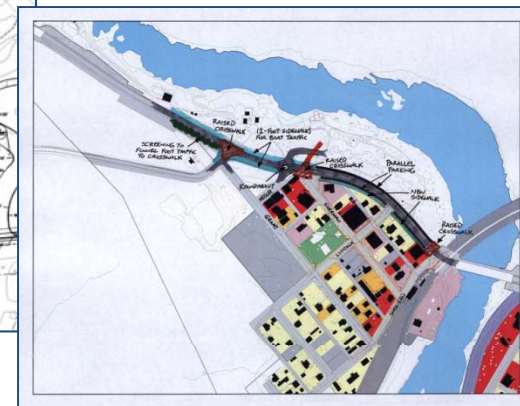 RAISED
CROSSWALK
12-FOOT SIDEWALKS
FOR BOAT TRAFFIC
SCREENING TO
FUNNEL FOOT TRAFFIC
TO CROSSWALK
ROUNDABOUT
RAISED
CROSSWALK
PARALLEL
PARKING
NEW
SIDEWALK
RAISED
CROSSWALK